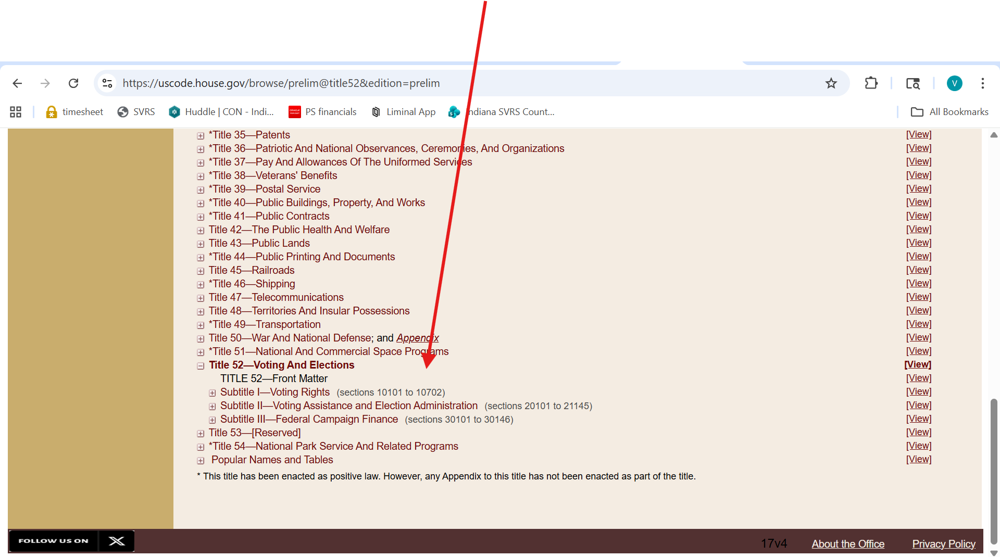 https://uscode.house.gov/browse/prelim@title52&edition=prelim
V
timesheet SVRS Huddle | CON - Indi... PS financials Liminal App Indiana SVRS Count... All Bookmarks
*Title 35—Patents [View]
*Title 36—Patriotic And National Observances, Ceremonies, And Organizations [View]
*Title 37—Pay And Allowances Of The Uniformed Services [View]
*Title 38—Veterans' Benefits [View]
*Title 39—Postal Service [View]
*Title 40—Public Buildings, Property, And Works [View]
*Title 41—Public Contracts [View]
Title 42—The Public Health And Welfare [View]
Title 43—Public Lands [View]
*Title 44—Public Printing And Documents [View]
Title 45—Railroads [View]
*Title 46—Shipping [View]
Title 47—Telecommunications [View]
Title 48—Territories And Insular Possessions [View]
*Title 49—Transportation [View]
Title 50—War And National Defense; and Appendix [View]
*Title 51—National And Commercial Space Programs [View]
Title 52—Voting And Elections [View]
TITLE 52—Front Matter [View]
Subtitle I—Voting Rights (sections 10101 to 10702) [View]
Subtitle II—Voting Assistance and Election Administration (sections 20101 to 21145) [View]
Subtitle III—Federal Campaign Finance (sections 30101 to 30146) [View]
Title 53—[Reserved] [View]
*Title 54—National Park Service And Related Programs [View]
Popular Names and Tables [View]
* This title has been enacted as positive law. However, any Appendix to this title has not been enacted as part of the title.
FOLLOW US ON X 17v4 About the Office Privacy Policy